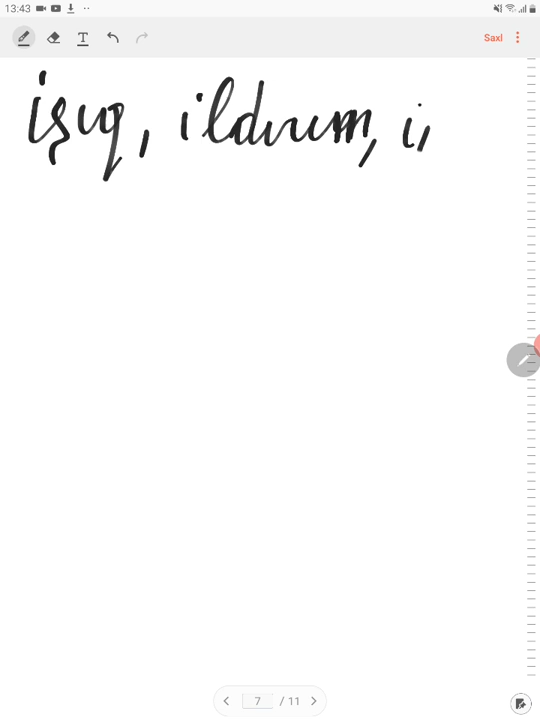 13:43
Saxl
işıq, ildırım, i,
7 / 11